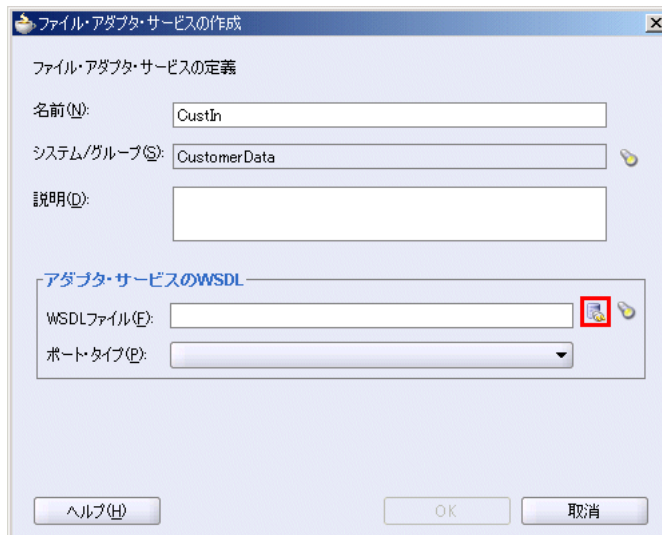 ファイル・アダプタ・サービスの作成
ファイル・アダプタ・サービスの定義
名前(N):
CustIn
システム/グループ(S):
CustomerData
説明(D):
アダプタ・サービスのWSDL
WSDLファイル(F):
ポート・タイプ(P):
ヘルプ(H)
OK
取消